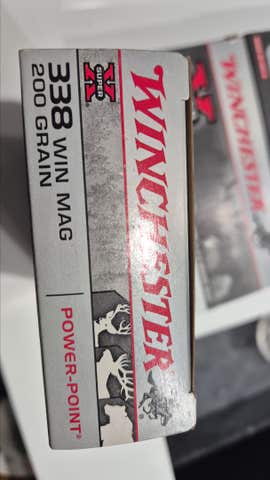 WINCHESTER
SUPER
X
338 WIN MAG
200 GRAIN
POWER-POINT®
WINCHESTER
X